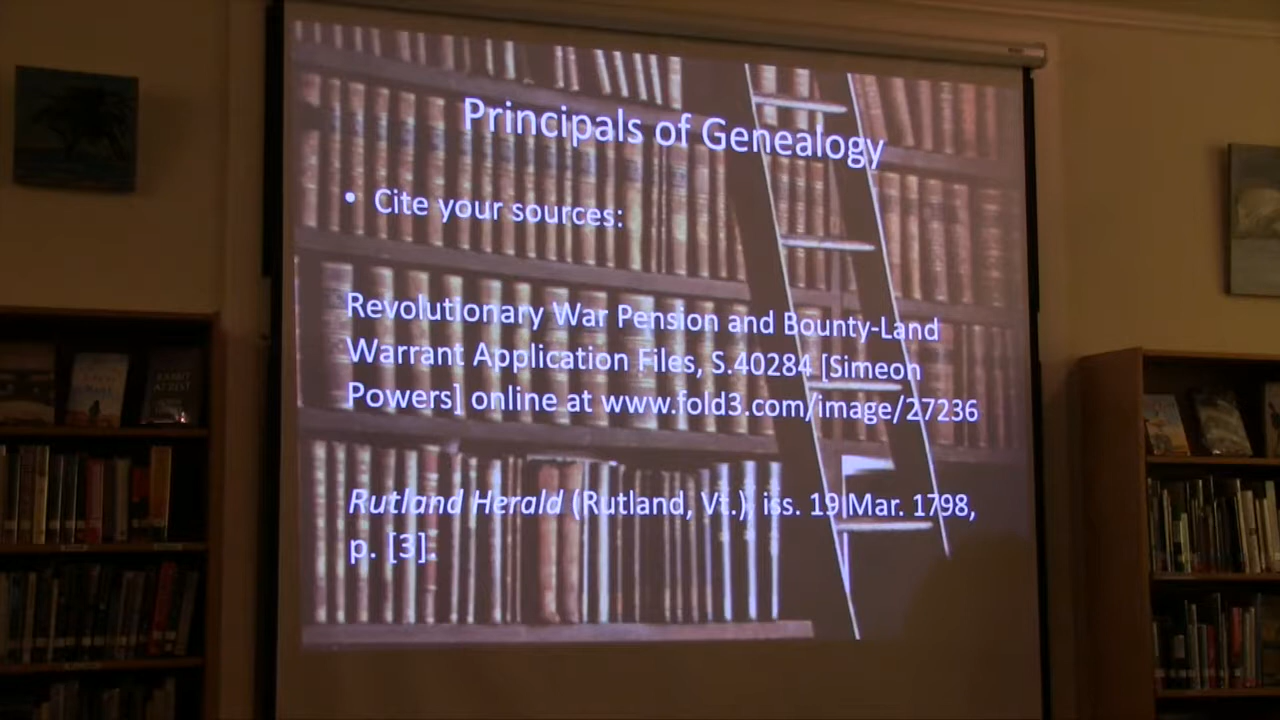 Principals of Genealogy
• Cite your sources:
Revolutionary War Pension and Bounty-Land
Warrant Application Files, S.40284 [Simeon
Powers] online at www.fold3.com/image/27236
Rutland Herald (Rutland, Vt.), iss. 19 Mar. 1798,
p. [3].